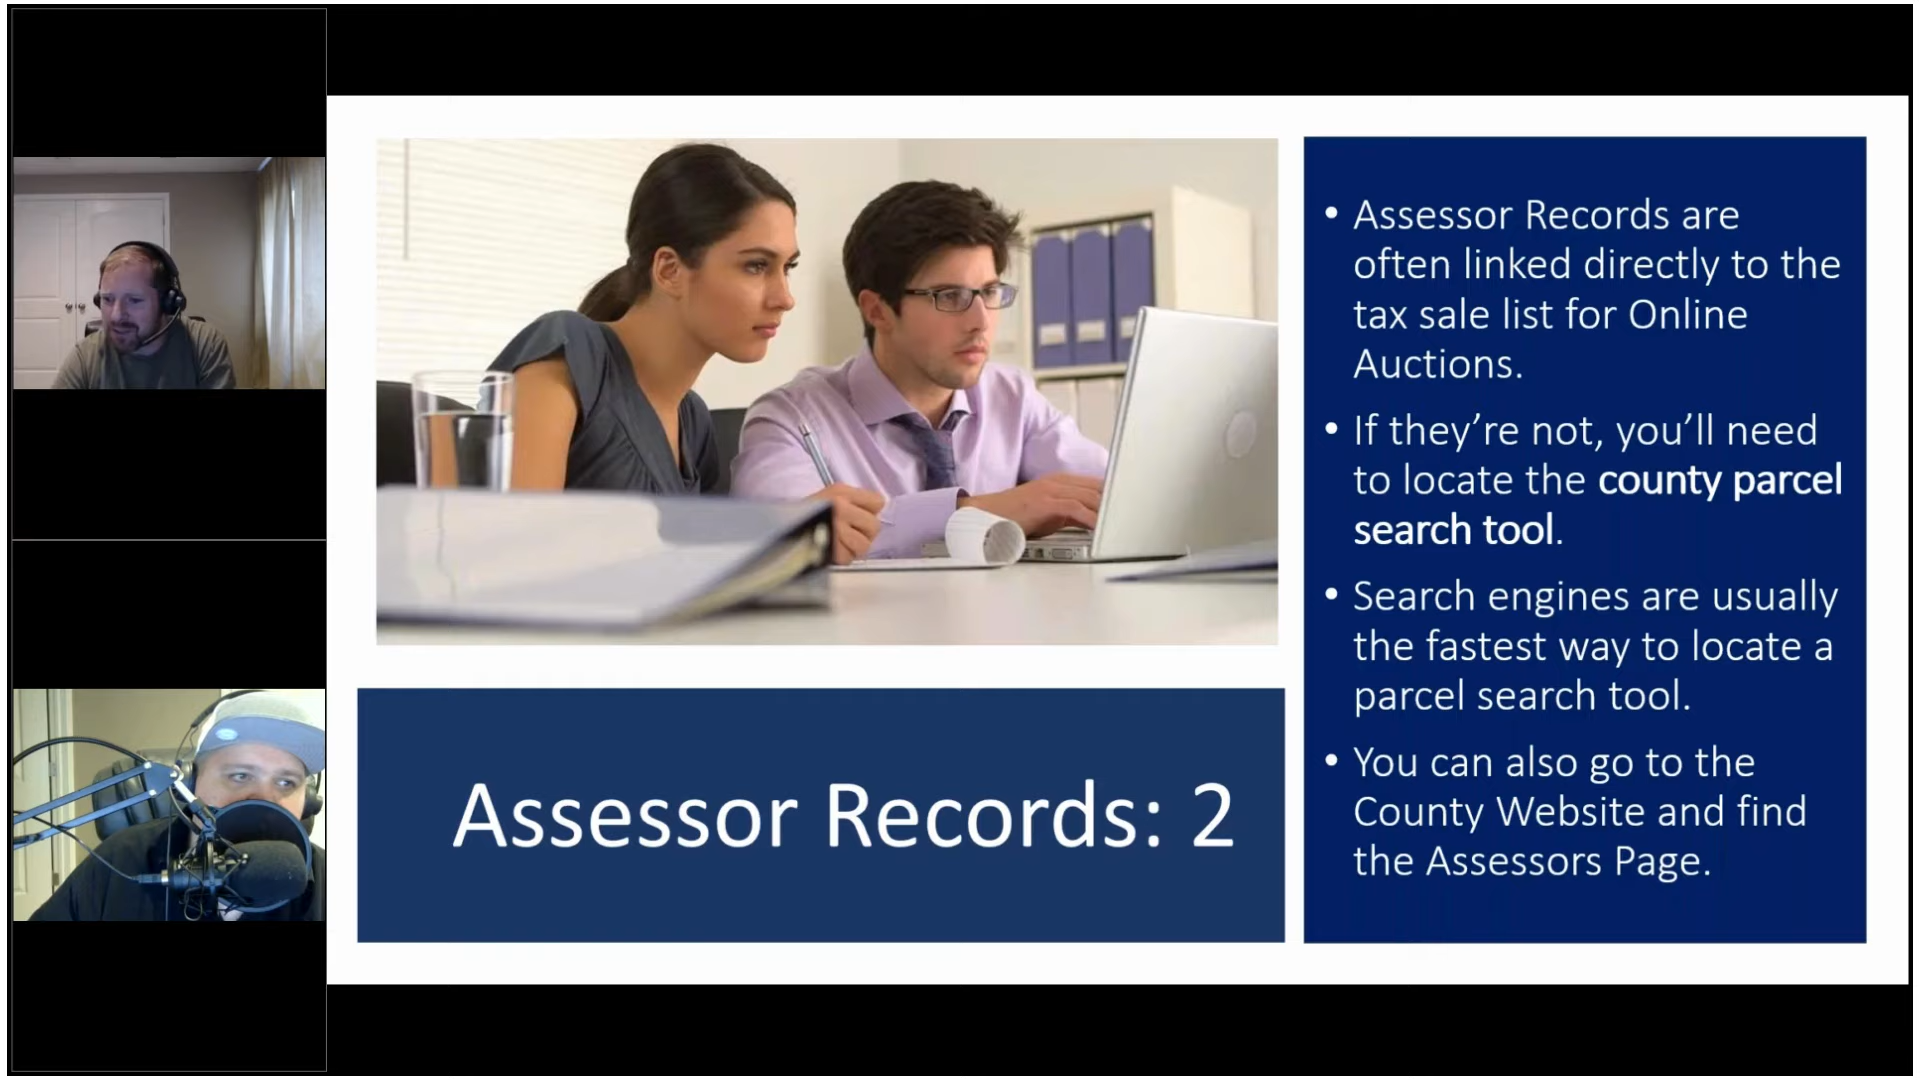 Assessor Records: 2
• Assessor Records are
often linked directly to the
tax sale list for Online
Auctions.
• If they’re not, you’ll need
to locate the county parcel
search tool.
• Search engines are usually
the fastest way to locate a
parcel search tool.
• You can also go to the
County Website and find
the Assessors Page.